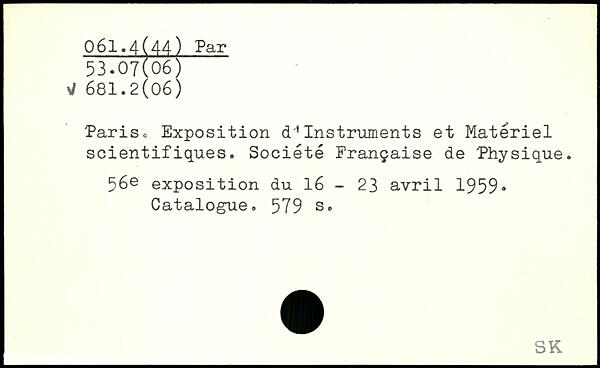 061.4(44) Par
53.07(06)
√ 681.2(06)
Paris. Exposition d'Instruments et Matériel
scientifiques. Société Française de Physique.
56e exposition du 16 - 23 avril 1959.
Catalogue. 579 s.
SK